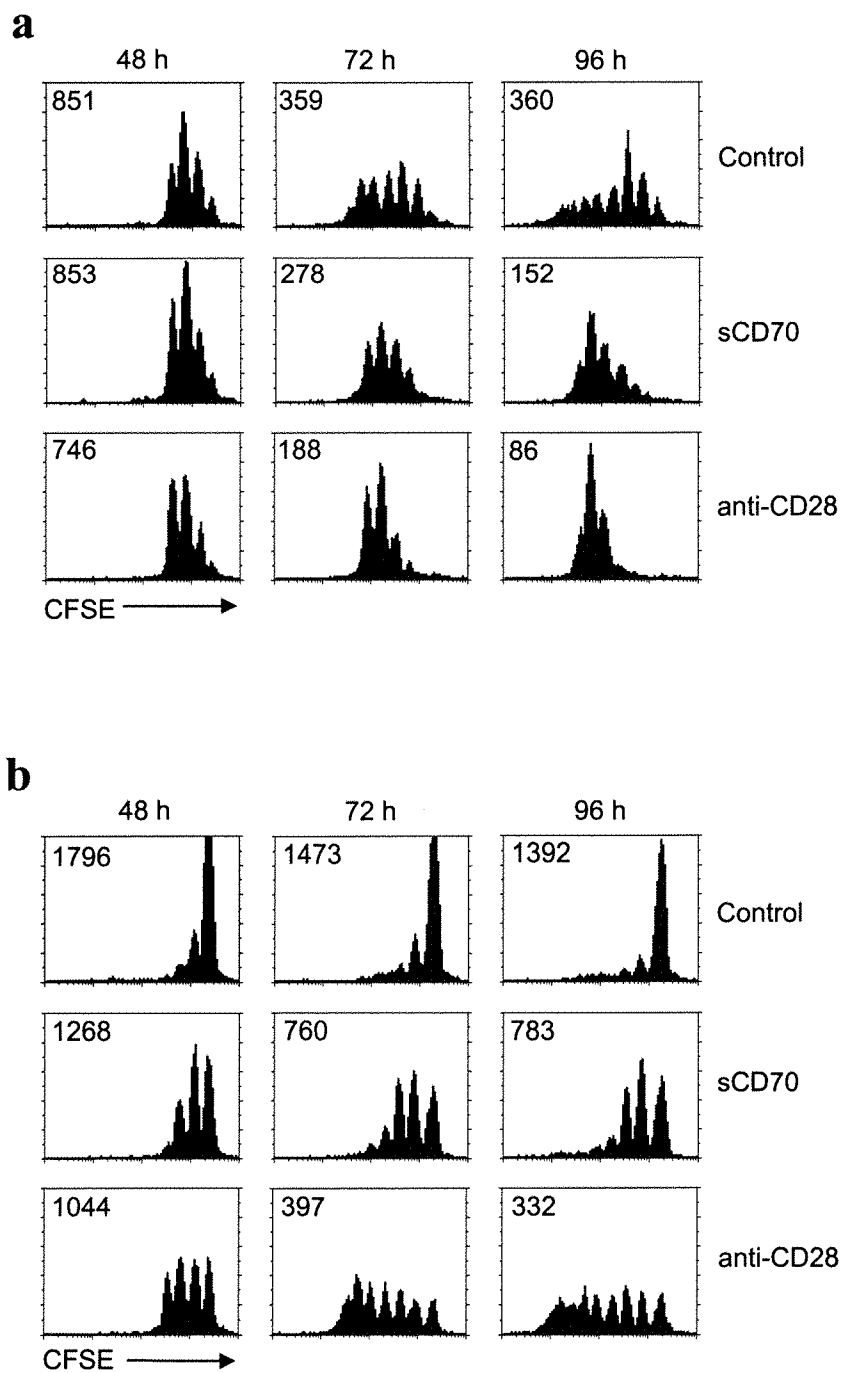 a
48 h 72 h 96 h
851 359 360 Control
853 278 152 sCD70
746 188 86 anti-CD28
CFSE
b
48 h 72 h 96 h
1796 1473 1392 Control
1268 760 783 sCD70
1044 397 332 anti-CD28
CFSE